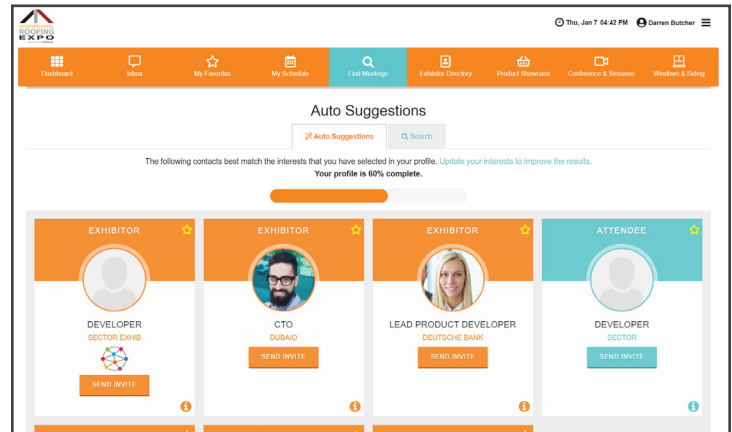 INTERNATIONAL
ROOFING
EXPO
Thu, Jan 7 04:42 PM Darren Butcher
Dashboard Inbox My Favorites My Schedule Find Meetings Exhibitor Directory Product Showcase Conference & Sessions Windows & Siding
Auto Suggestions
Auto Suggestions Search
The following contacts best match the interests that you have selected in your profile. Update your interests to improve the results.
Your profile is 60% complete.
EXHIBITOR EXHIBITOR EXHIBITOR ATTENDEE
DEVELOPER CTO LEAD PRODUCT DEVELOPER DEVELOPER
SECTOR EXHIB DUBAIO DEUTSCHE BANK SECTOR
SEND INVITE SEND INVITE SEND INVITE
SEND INVITE